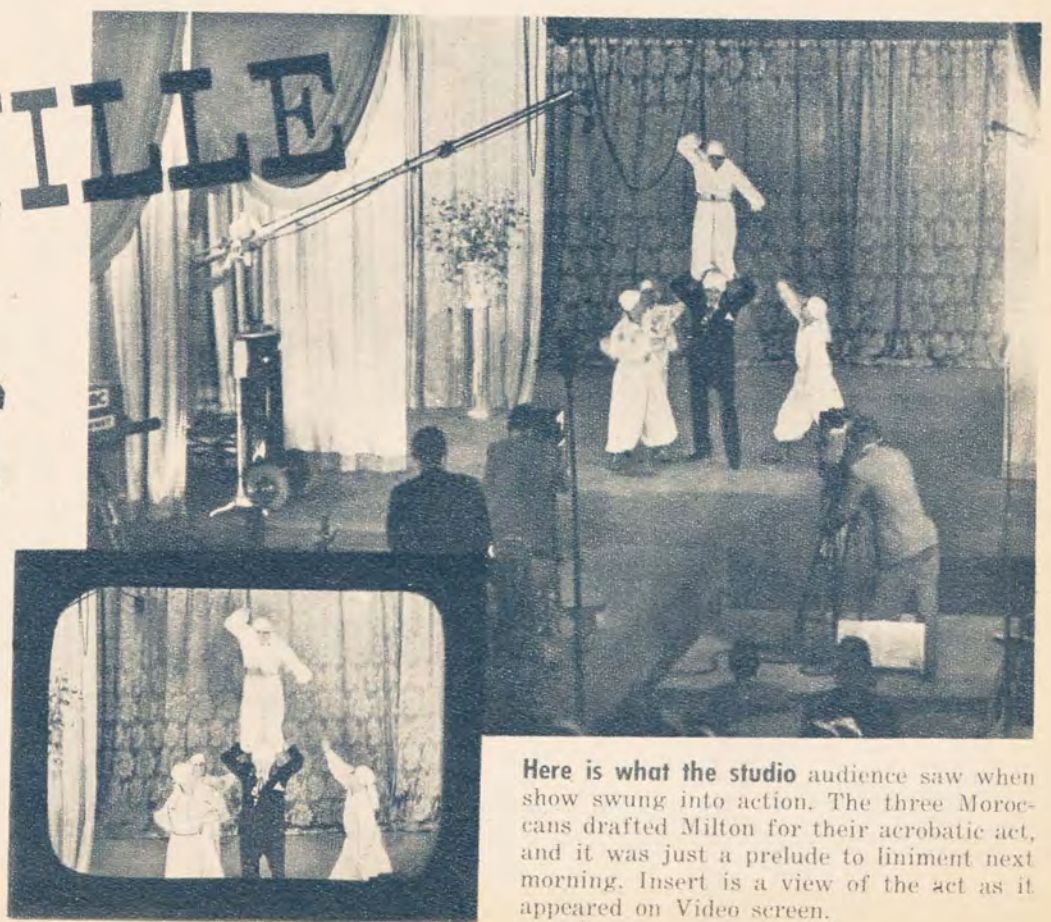 ILLE
Here is what the studio audience saw when
show swung into action. The three Moroc-
cans drafted Milton for their acrobatic act,
and it was just a prelude to liniment next
morning. Insert is a view of the act as it
appeared on Video screen.